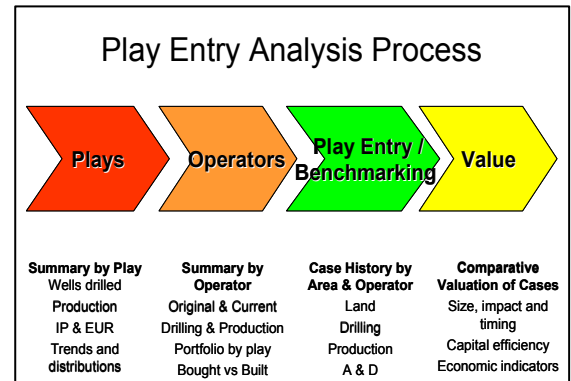 Play Entry Analysis Process
Plays
Operators
Play Entry /
Benchmarking
Value
Summary by Play
Wells drilled
Production
IP & EUR
Trends and
distributions
Summary by
Operator
Original & Current
Drilling & Production
Portfolio by play
Bought vs Built
Case History by
Area & Operator
Land
Drilling
Production
A & D
Comparative
Valuation of Cases
Size, impact and
timing
Capital efficiency
Economic indicators